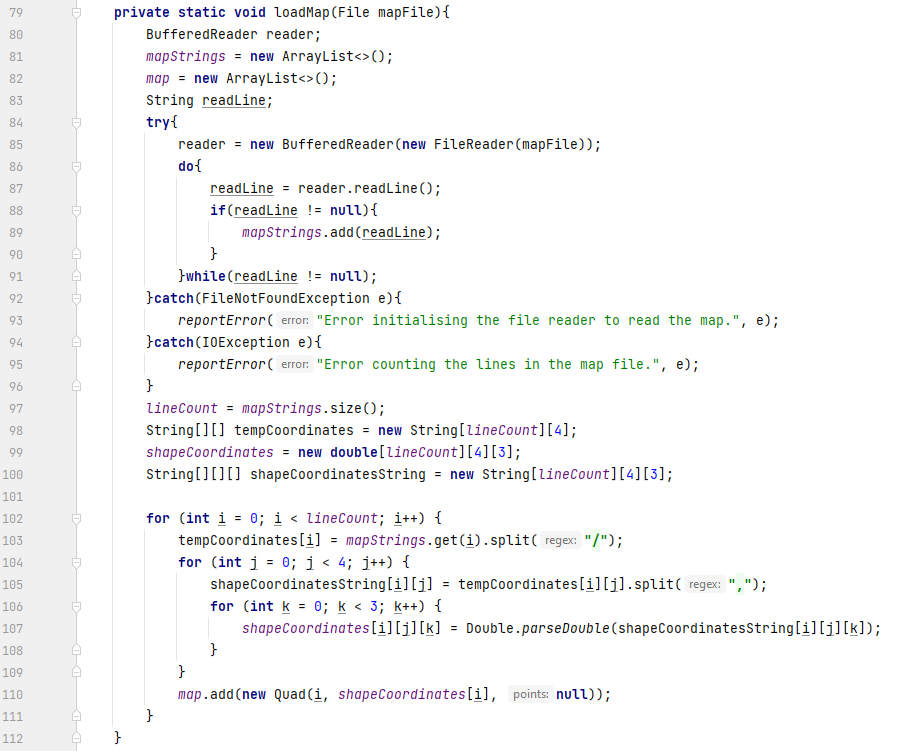 79 private static void loadMap(File mapFile){
80 BufferedReader reader;
81 mapStrings = new ArrayList<>();
82 map = new ArrayList<>();
83 String readLine;
84 try{
85 reader = new BufferedReader(new FileReader(mapFile));
86 do{
87 readLine = reader.readLine();
88 if(readLine != null){
89 mapStrings.add(readLine);
90 }
91 }while(readLine != null);
92 }catch(FileNotFoundException e){
93 reportError( error: "Error initialising the file reader to read the map.", e);
94 }catch(IOException e){
95 reportError( error: "Error counting the lines in the map file.", e);
96 }
97 lineCount = mapStrings.size();
98 String[][] tempCoordinates = new String[lineCount][4];
99 shapeCoordinates = new double[lineCount][4][3];
100 String[][][] shapeCoordinatesString = new String[lineCount][4][3];
101
102 for (int i = 0; i < lineCount; i++) {
103 tempCoordinates[i] = mapStrings.get(i).split( regex: "/");
104 for (int j = 0; j < 4; j++) {
105 shapeCoordinatesString[i][j] = tempCoordinates[i][j].split( regex: ",");
106 for (int k = 0; k < 3; k++) {
107 shapeCoordinates[i][j][k] = Double.parseDouble(shapeCoordinatesString[i][j][k]);
108 }
109 }
110 map.add(new Quad(i, shapeCoordinates[i], points: null));
111 }
112 }